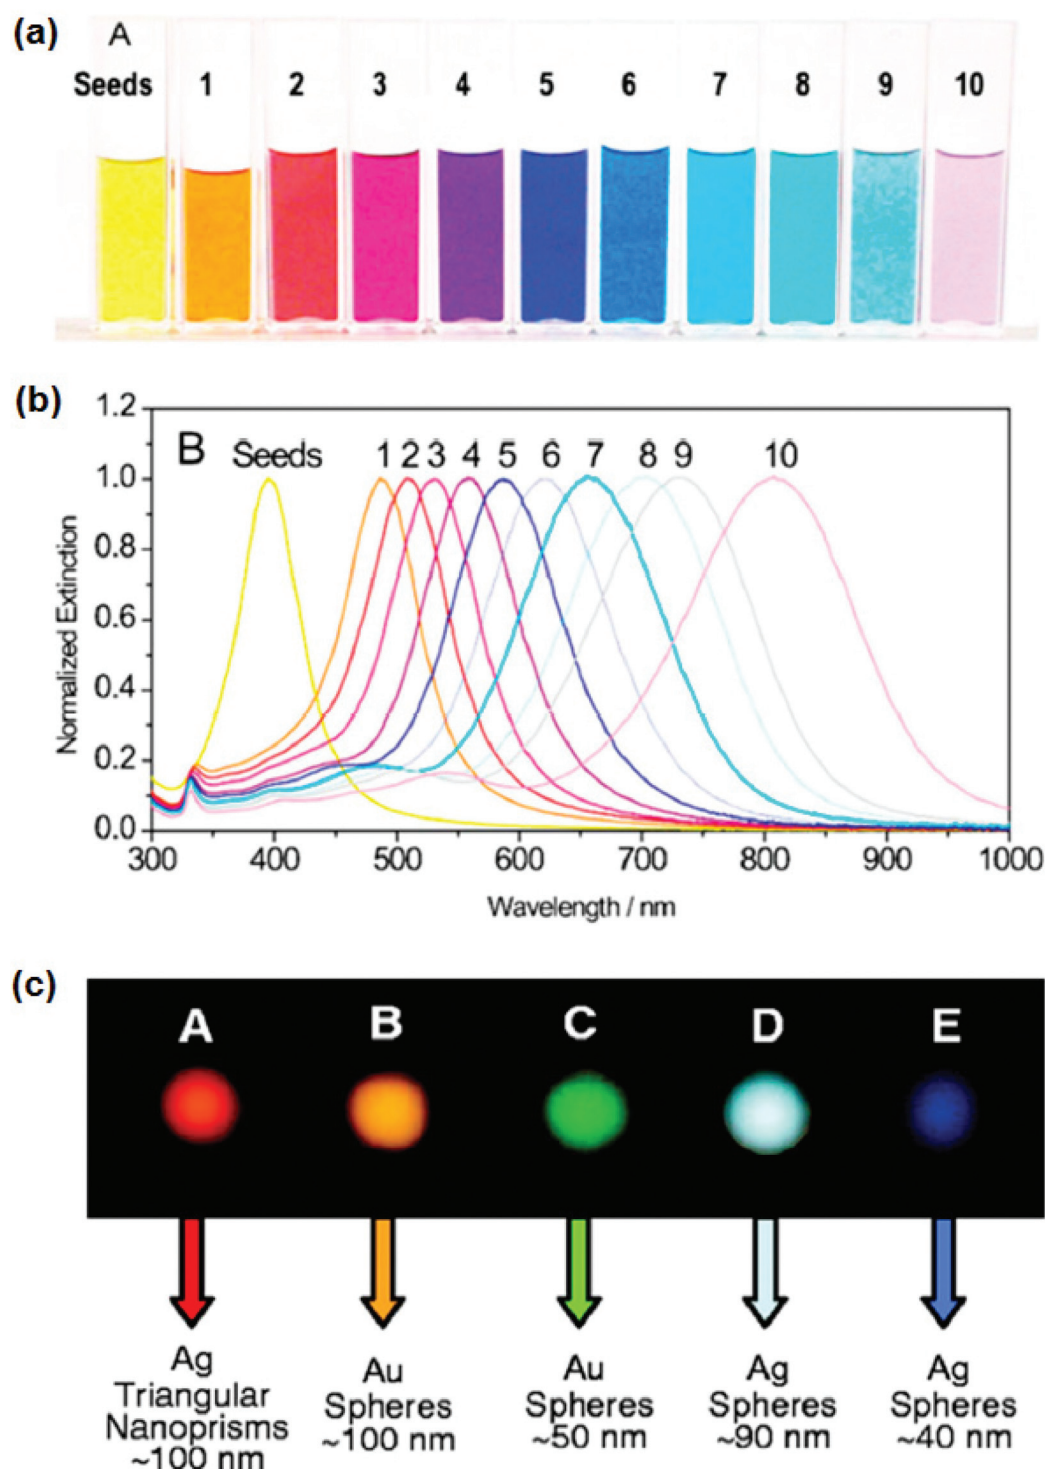 (a)
A
Seeds 1 2 3 4 5 6 7 8 9 10
(b)
B Seeds 1 2 3 4 5 6 7 8 9 10
1.2
1.0
0.8
0.6
0.4
0.2
0.0
Normalized Extinction
300 400 500 600 700 800 900 1000
Wavelength / nm
(c)
A B C D E
Ag
Triangular
Nanoprisms
~100 nm
Au
Spheres
~100 nm
Au
Spheres
~50 nm
Ag
Spheres
~90 nm
Ag
Spheres
~40 nm